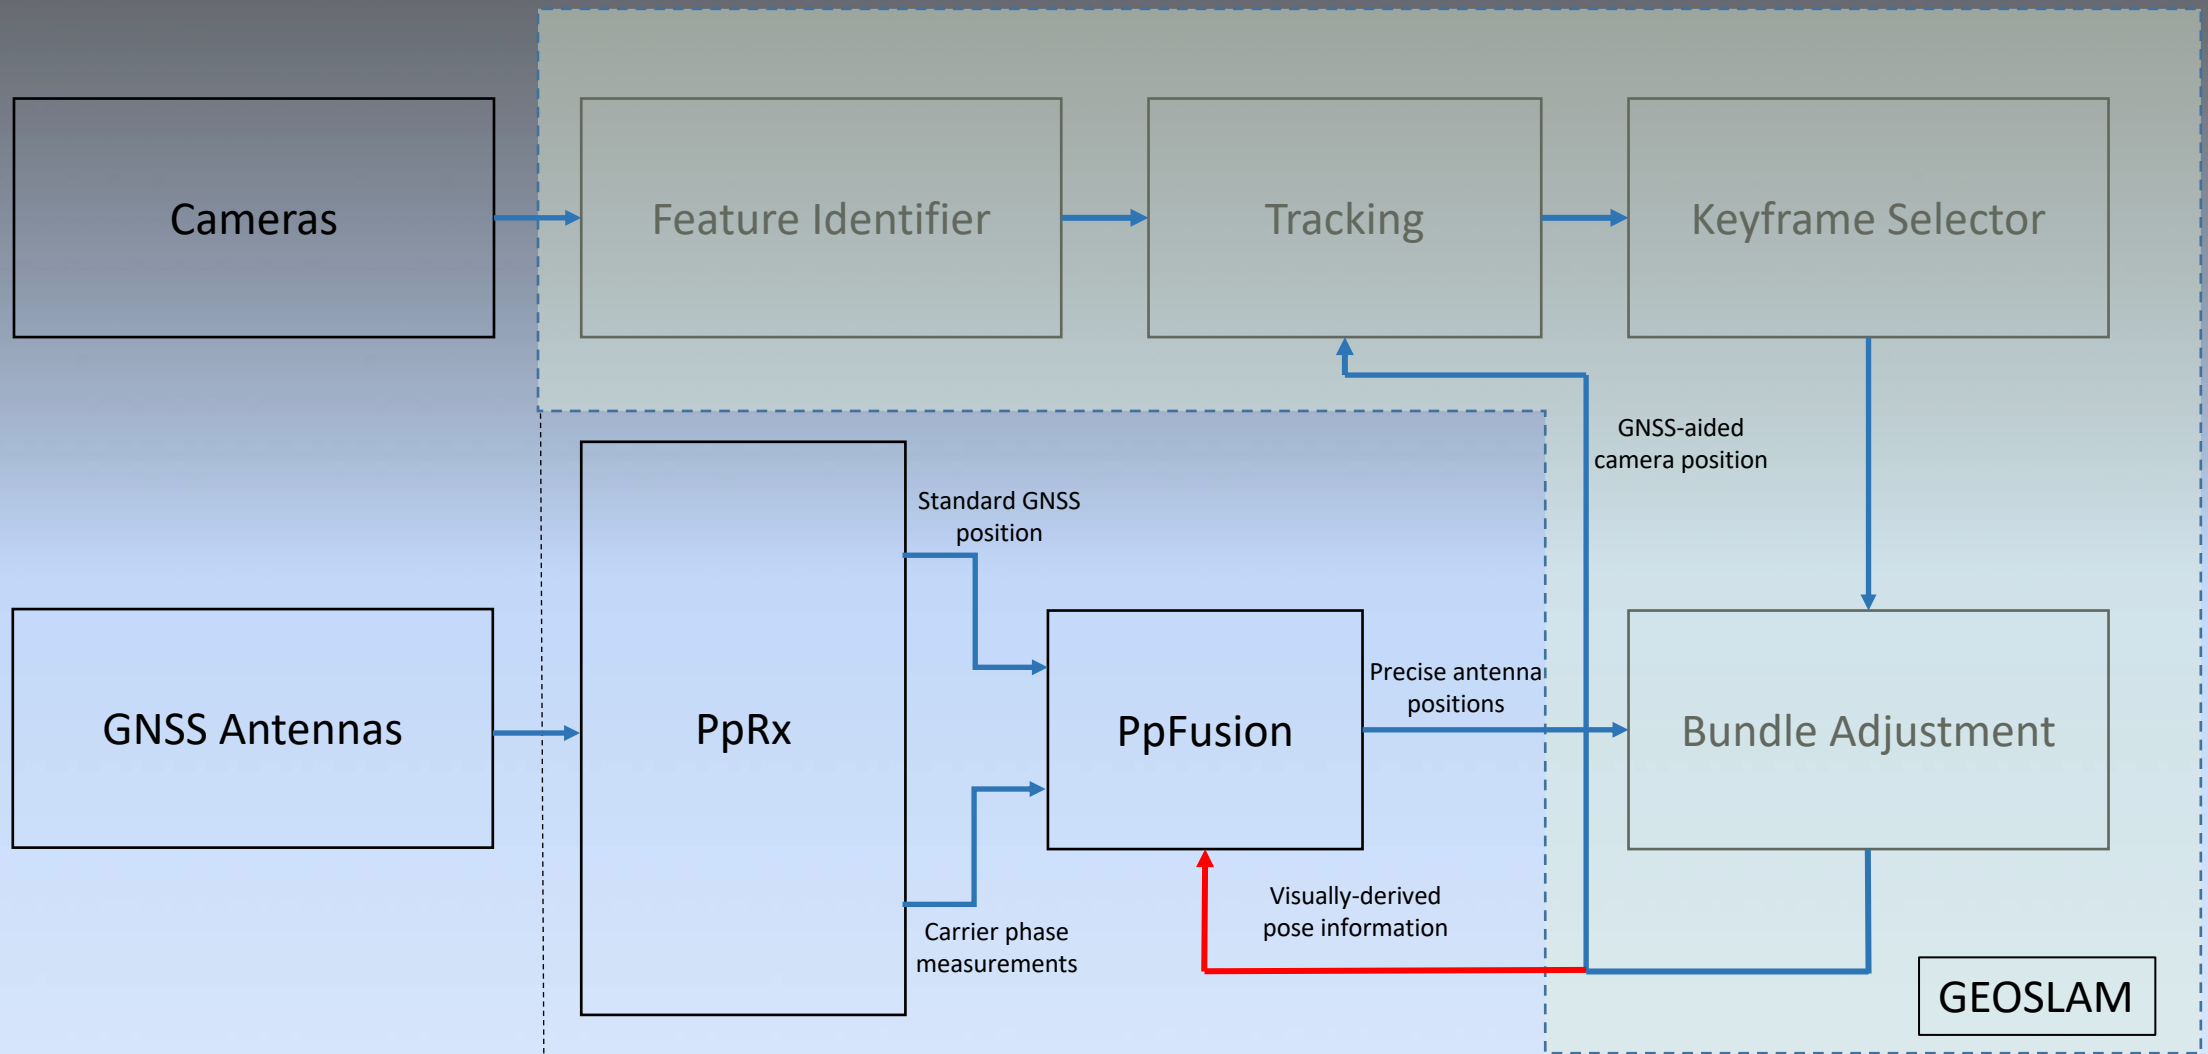 Cameras
Feature Identifier
Tracking
Keyframe Selector
GNSS-aided
camera position
Standard GNSS
position
GNSS Antennas
PpRx
PpFusion
Precise antenna
positions
Bundle Adjustment
Visually-derived
pose information
Carrier phase
measurements
GEOSLAM